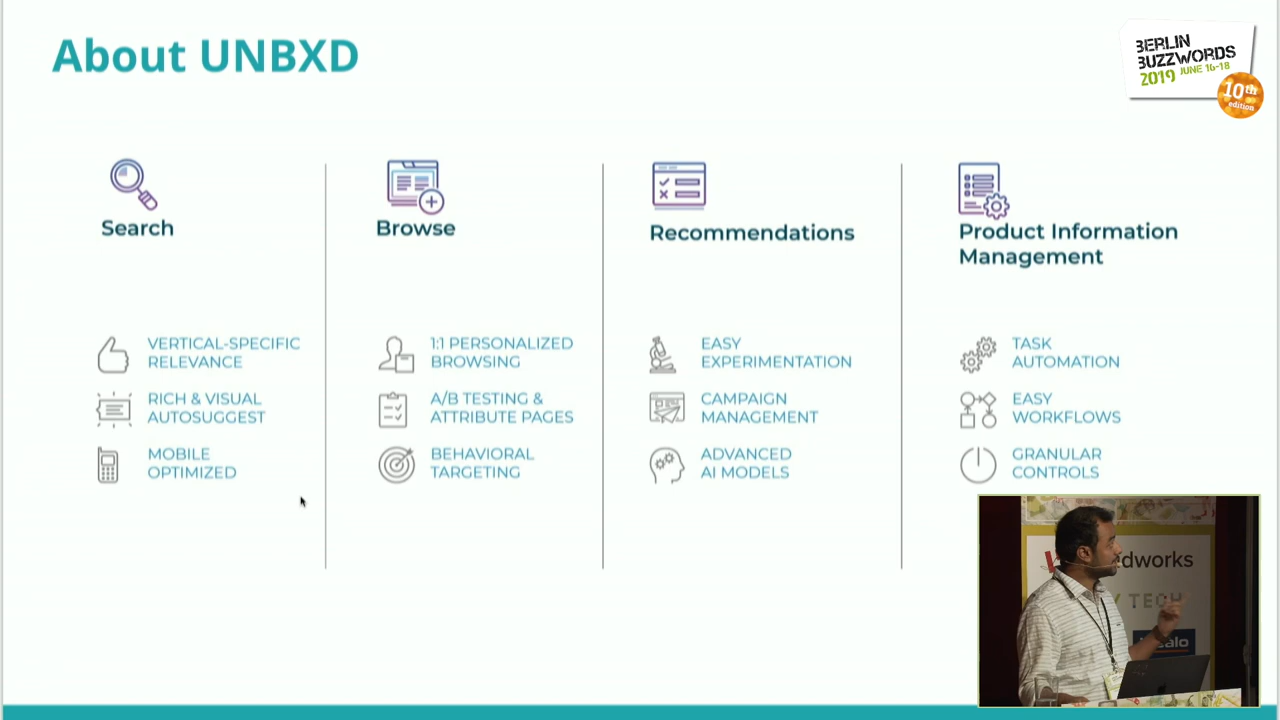 About UNBXD
BERLIN
BUZZWORDS
2019 JUNE 16-18
10th
edition
Search
Browse
Recommendations
Product Information
Management
VERTICAL-SPECIFIC
RELEVANCE
RICH & VISUAL
AUTOSUGGEST
MOBILE
OPTIMIZED
1:1 PERSONALIZED
BROWSING
A/B TESTING &
ATTRIBUTE PAGES
BEHAVIORAL
TARGETING
EASY
EXPERIMENTATION
CAMPAIGN
MANAGEMENT
ADVANCED
AI MODELS
TASK
AUTOMATION
EASY
WORKFLOWS
GRANULAR
CONTROLS
TECH